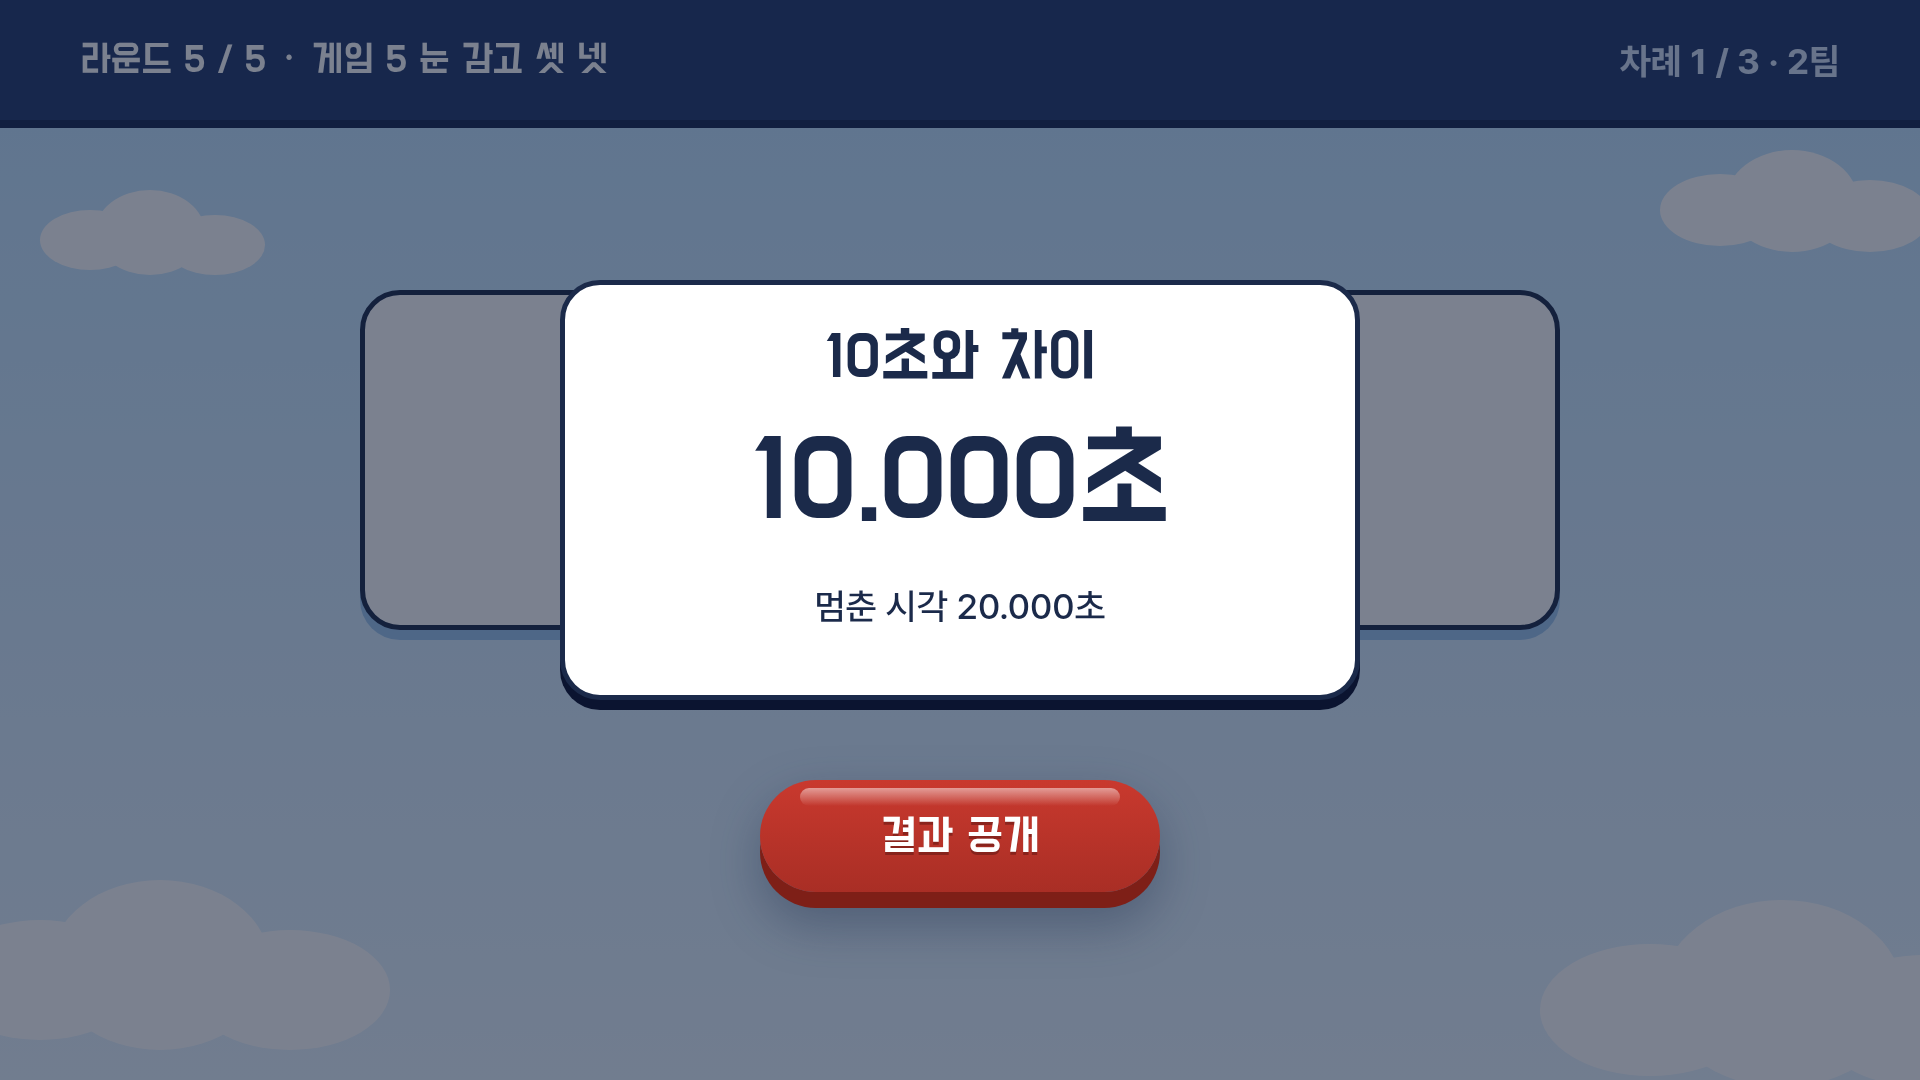 라운드 5 / 5 · 게임 5 눈 감고 셋 넷
차례 1 / 3 · 2팀
10초와 차이
10.000초
멈춘 시각 20.000초
결과 공개